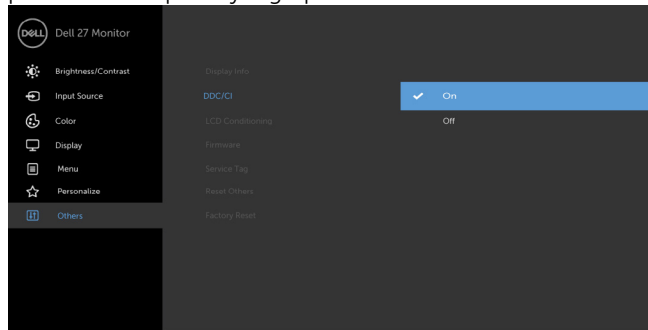 DELL
Dell 27 Monitor
Brightness/Contrast
Input Source
Color
Display
Menu
Personalize
Others
Display Info
DDC/CI
LCD Conditioning
Firmware
Service Tag
Reset Others
Factory Reset
On
Off